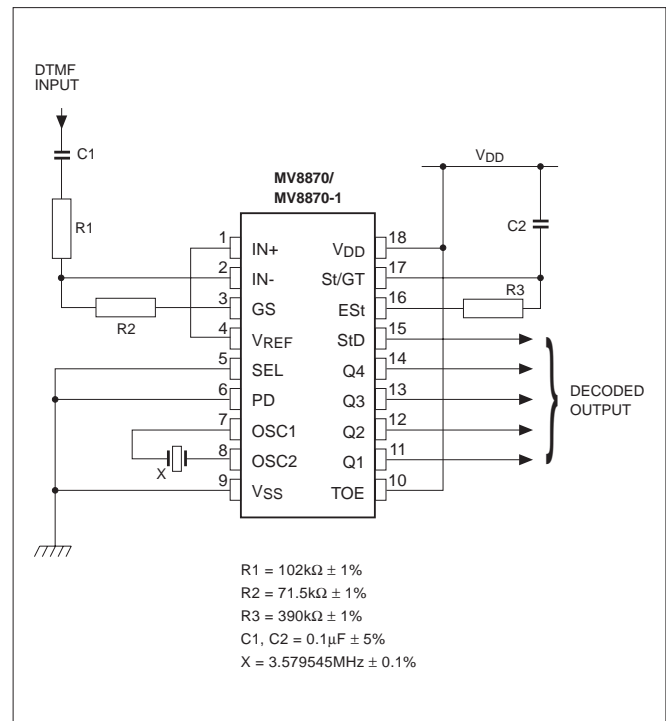 DTMF
INPUT
C1
R1
R2
MV8870/
MV8870-1
VDD
C2
R3
1 IN+ VDD 18
2 IN- St/GT 17
3 GS ESt 16
4 VREF StD 15
5 SEL Q4 14
6 PD Q3 13
7 OSC1 Q2 12
8 OSC2 Q1 11
9 VSS TOE 10
X
DECODED
OUTPUT
R1 = 102kΩ ± 1%
R2 = 71.5kΩ ± 1%
R3 = 390kΩ ± 1%
C1, C2 = 0.1µF ± 5%
X = 3.579545MHz ± 0.1%